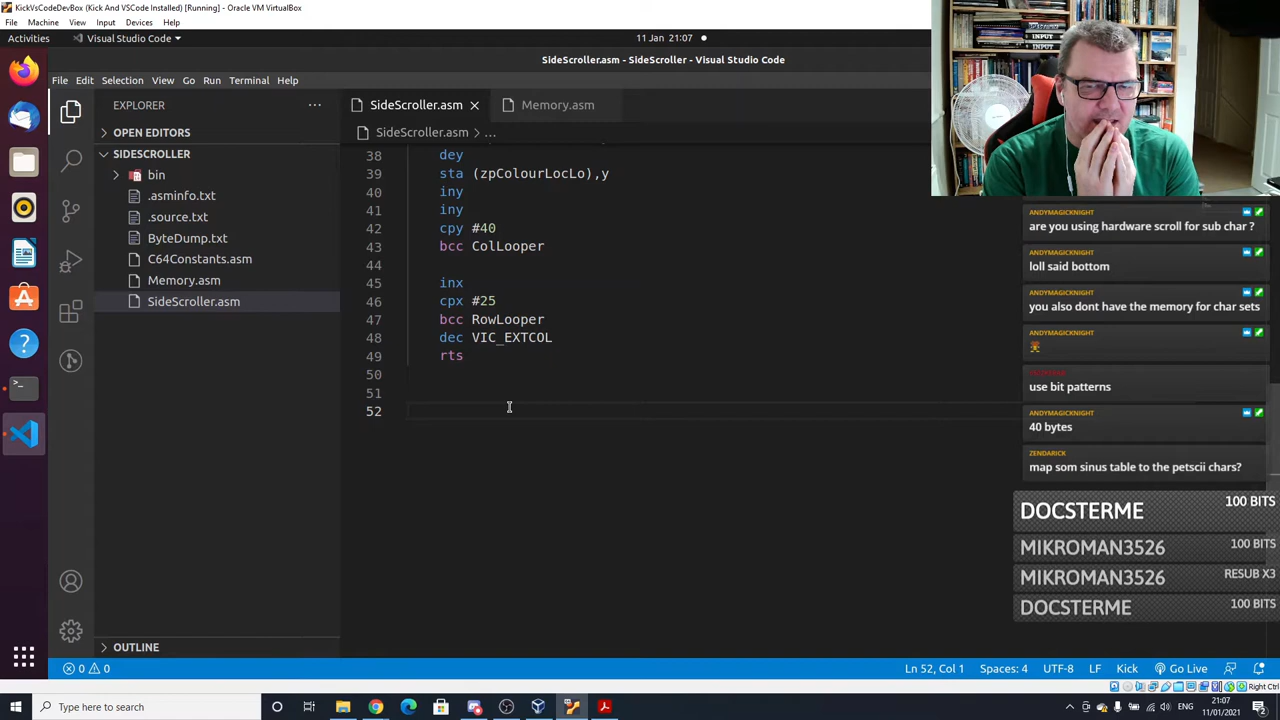 KickVsCodeDevBox (Kick And VSCode Installed) [Running] - Oracle VM VirtualBox
File Machine View Input Devices Help
Activities Visual Studio Code 11 Jan 21:07
SideScroller.asm - SideScroller - Visual Studio Code
File Edit Selection View Go Run Terminal Help
EXPLORER
OPEN EDITORS
SIDESCROLLER
bin
.asminfo.txt
.source.txt
ByteDump.txt
C64Constants.asm
Memory.asm
SideScroller.asm
OUTLINE
SideScroller.asm Memory.asm
SideScroller.asm > ...
38 dey
39 sta (zpColourLocLo),y
40 iny
41 iny
42 cpy #40
43 bcc ColLooper
44
45 inx
46 cpx #25
47 bcc RowLooper
48 dec VIC_EXTCOL
49 rts
50
51
52
INPUT
INPUT
ANDYMAGICKNIGHT
are you using hardware scroll for sub char ?
ANDYMAGICKNIGHT
loll said bottom
ANDYMAGICKNIGHT
you also dont have the memory for char sets
ANDYMAGICKNIGHT
use bit patterns
ANDYMAGICKNIGHT
40 bytes
ZENDARICK
map som sinus table to the petscii chars?
DOCSTERME 100 BITS
MIKROMAN3526 100 BITS
MIKROMAN3526 RESUB X3
DOCSTERME 100 BITS
0 0 Ln 52, Col 1 Spaces: 4 UTF-8 LF Kick Go Live
Right Ctrl
Type here to search
21:07
11/01/2021